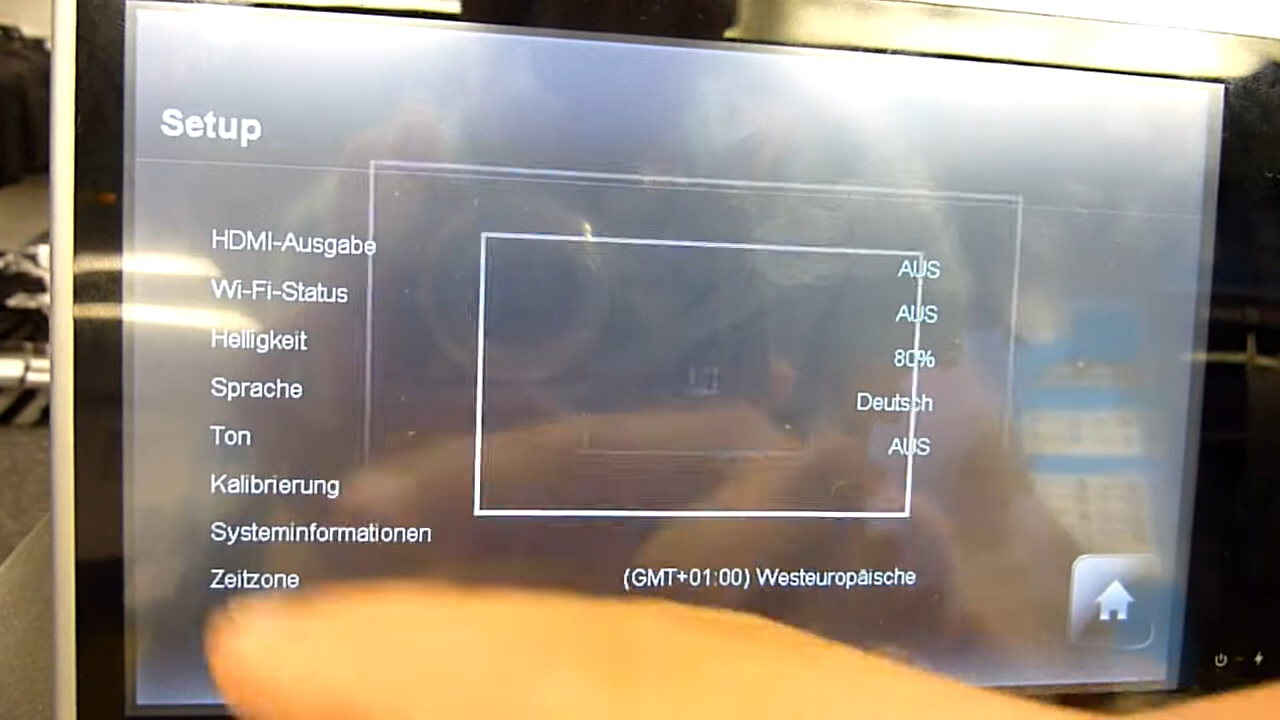 Setup
HDMI-Ausgabe AUS
Wi-Fi-Status AUS
Helligkeit 80%
Sprache Deutsch
Ton AUS
Kalibrierung
Systeminformationen
Zeitzone (GMT+01:00) Westeuropäische